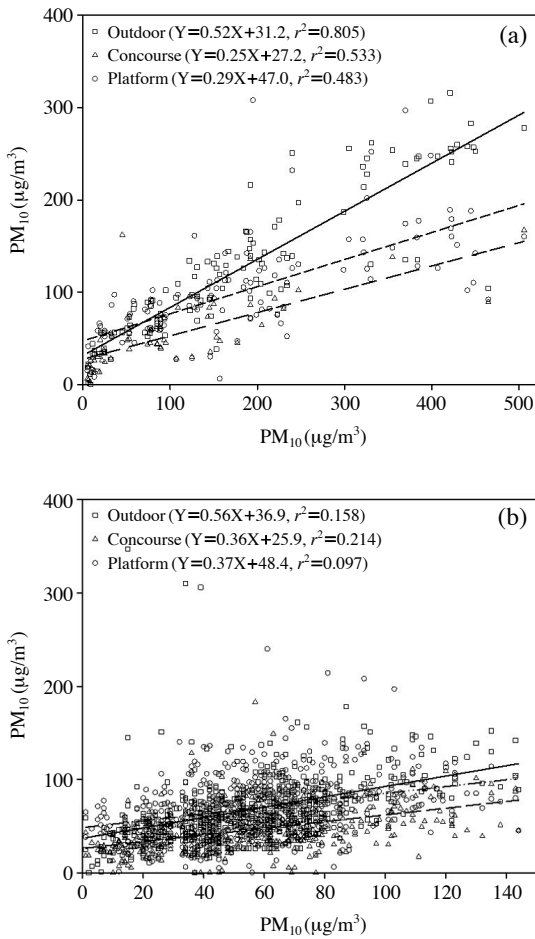 400
300
200
100
0
PM10 (μg/m3)
□ Outdoor (Y=0.52X+31.2, r2=0.805)
△ Concourse (Y=0.25X+27.2, r2=0.533)
○ Platform (Y=0.29X+47.0, r2=0.483)
(a)
0 100 200 300 400 500
PM10 (μg/m3)
400
300
200
100
0
PM10 (μg/m3)
□ Outdoor (Y=0.56X+36.9, r2=0.158)
△ Concourse (Y=0.36X+25.9, r2=0.214)
○ Platform (Y=0.37X+48.4, r2=0.097)
(b)
0 20 40 60 80 100 120 140
PM10 (μg/m3)